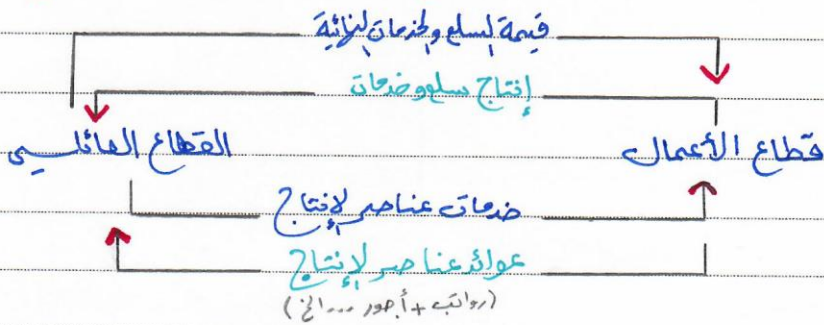 قيمة السلع والخدمات النهائية
إنتاج سلع وخدمات
قطاع الأعمال القطاع العائلي
خدمات عناصر الإنتاج
عوائد عناصر الإنتاج
(رواتب + أجور ... الخ)